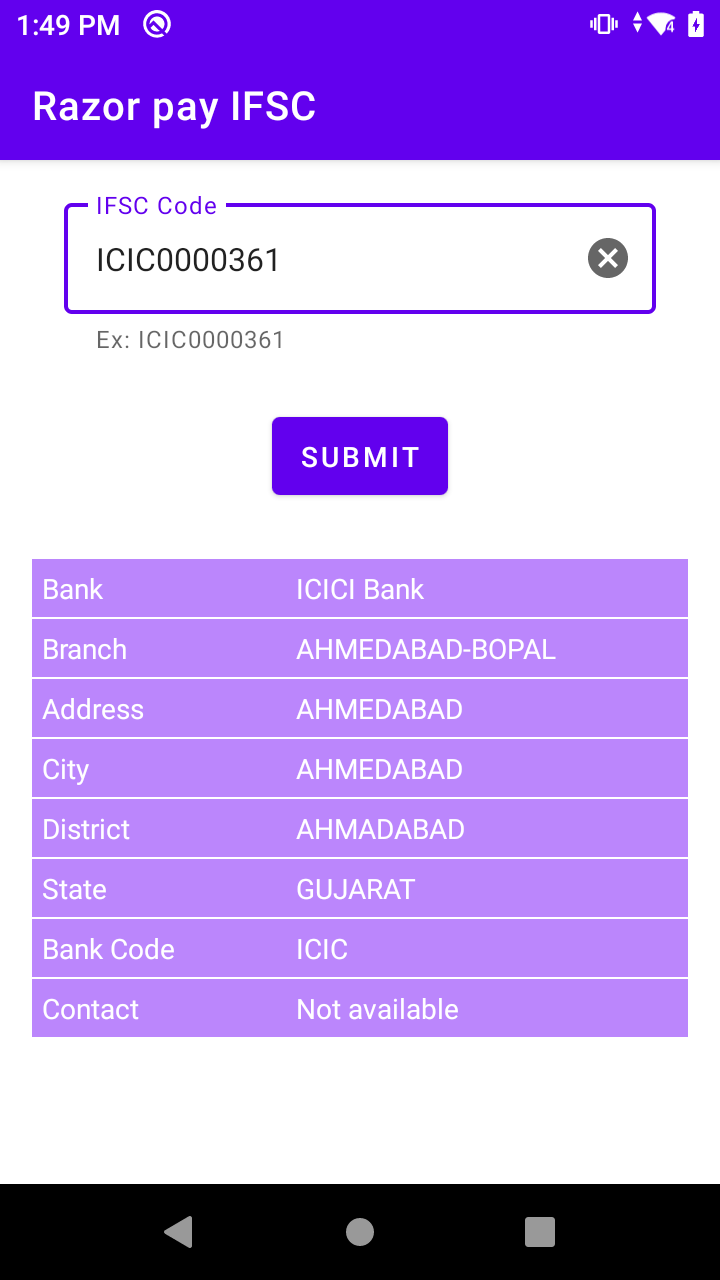 1:49 PM
Razor pay IFSC
IFSC Code
ICIC0000361
Ex: ICIC0000361
SUBMIT
Bank ICICI Bank
Branch AHMEDABAD-BOPAL
Address AHMEDABAD
City AHMEDABAD
District AHMADABAD
State GUJARAT
Bank Code ICIC
Contact Not available